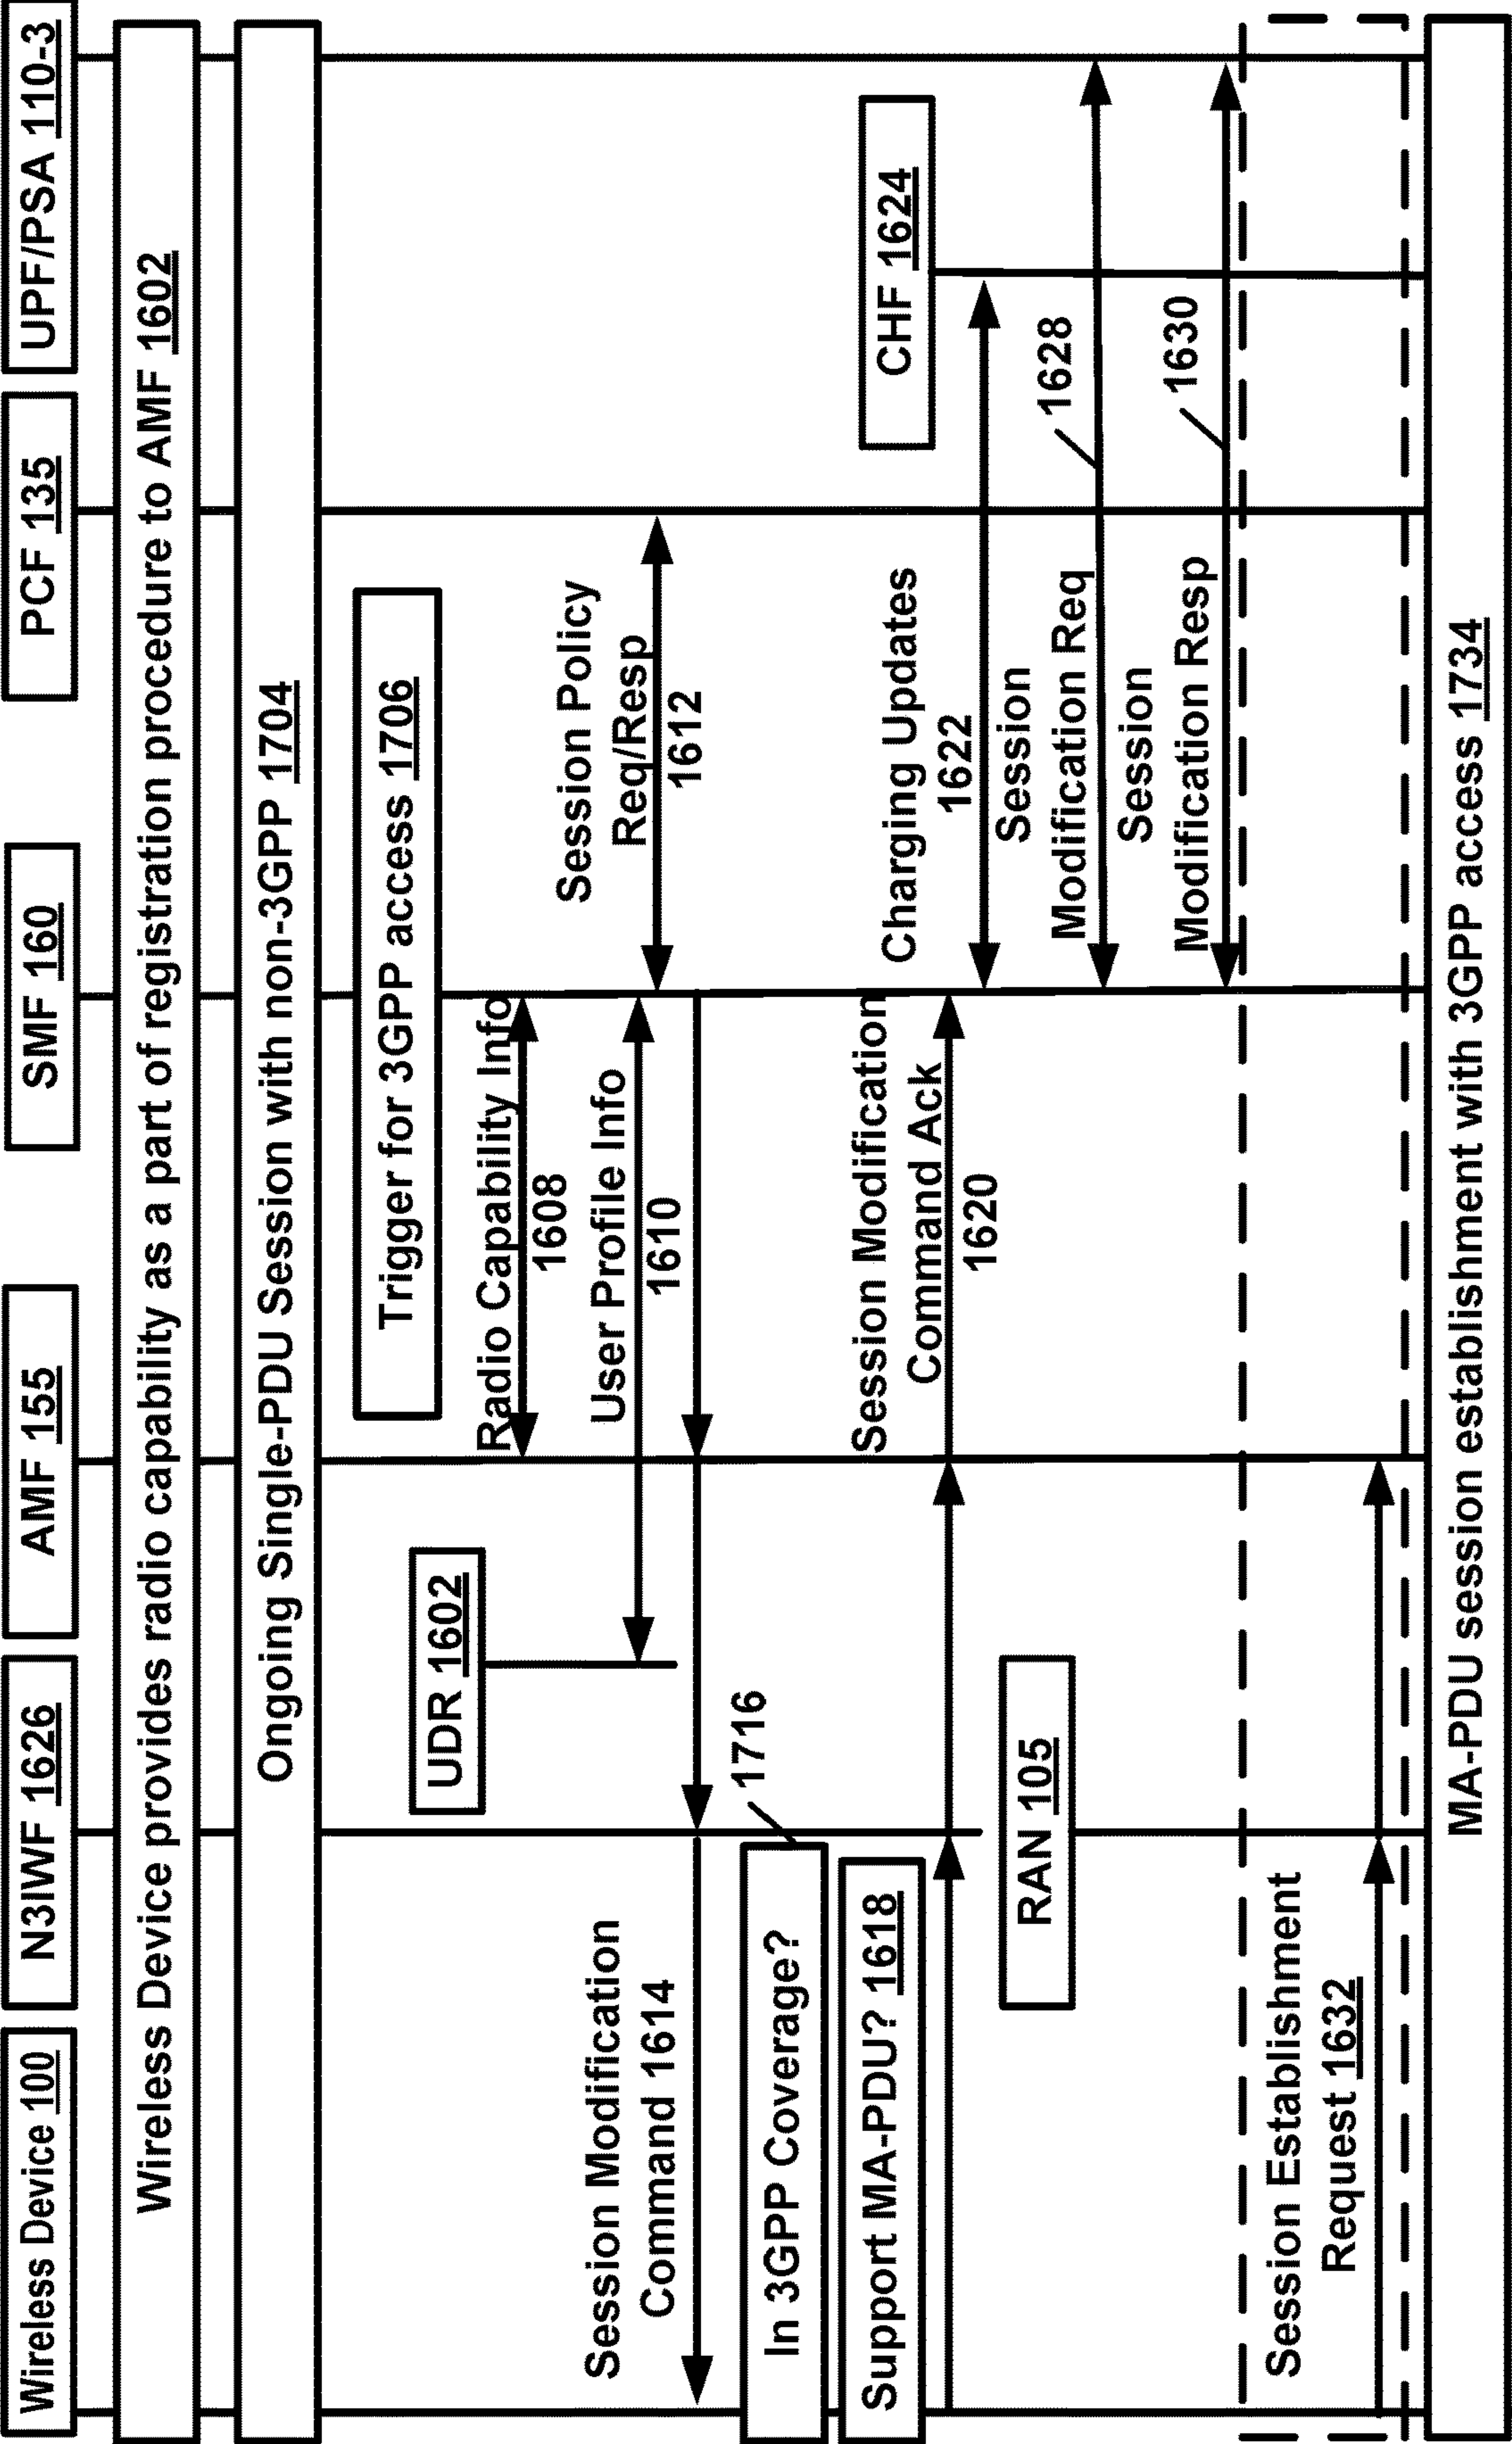 Wireless Device 100
N3IWF 1626
AMF 155
SMF 160
PCF 135
UPF/PSA 110-3
Wireless Device provides radio capability as a part of registration procedure to AMF 1602
Ongoing Single-PDU Session with non-3GPP 1704
Trigger for 3GPP access 1706
UDR 1602
Radio Capability Info
1608
User Profile Info
1610
Session Policy
Req/Resp
1612
Session Modification
Command 1614
1716
In 3GPP Coverage?
Support MA-PDU? 1618
Session Modification
Command Ack
1620
CHF 1624
Charging Updates
1622
RAN 105
Session
Modification Req
1628
Session
Modification Resp
1630
Session Establishment
Request 1632
MA-PDU session establishment with 3GPP access 1734